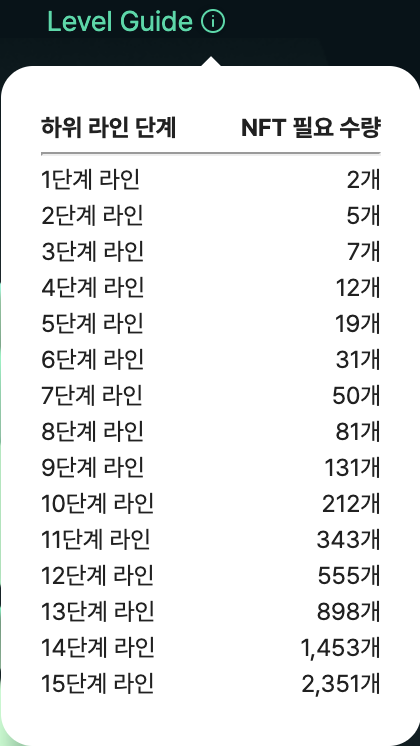 Level Guide
하위 라인 단계 NFT 필요 수량
1단계 라인 2개
2단계 라인 5개
3단계 라인 7개
4단계 라인 12개
5단계 라인 19개
6단계 라인 31개
7단계 라인 50개
8단계 라인 81개
9단계 라인 131개
10단계 라인 212개
11단계 라인 343개
12단계 라인 555개
13단계 라인 898개
14단계 라인 1,453개
15단계 라인 2,351개